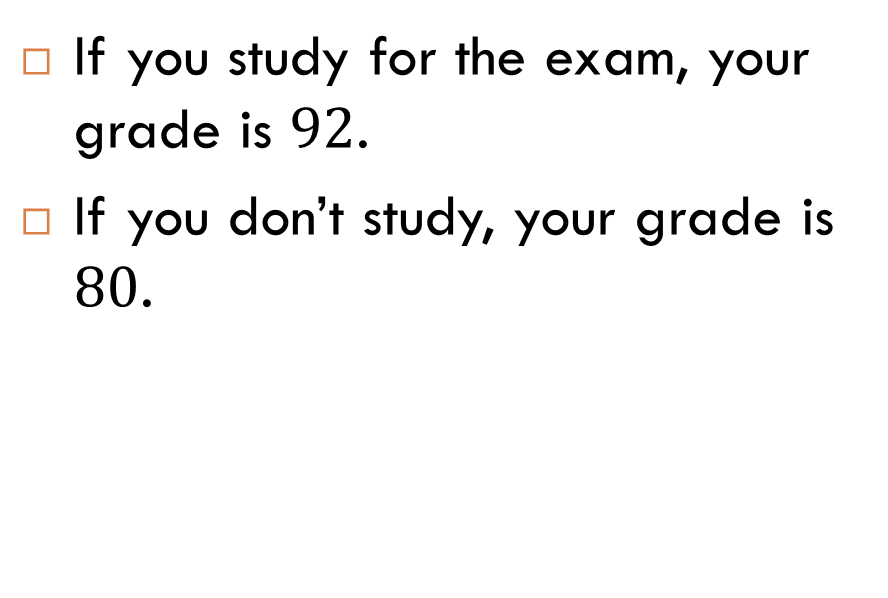 If you study for the exam, your
grade is 92.
If you don’t study, your grade is
80.